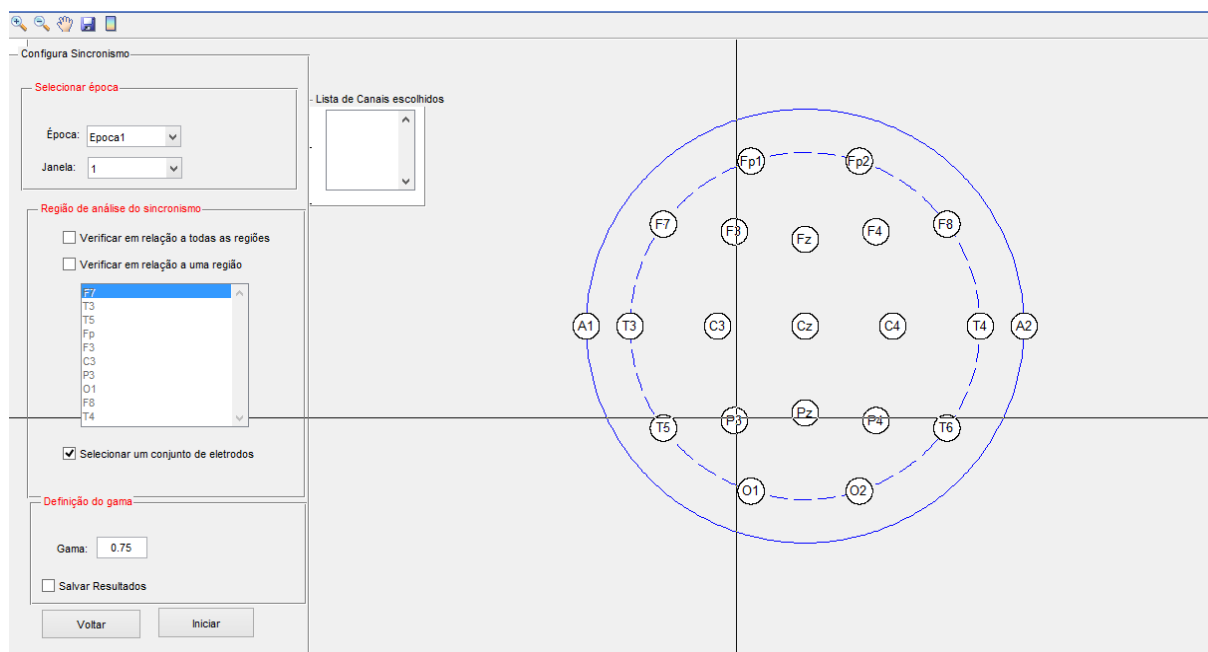 Configura Sincronismo
Selecionar época
Época: Epoca1
Janela: 1
Lista de Canais escolhidos
Região de análise do sincronismo
Verificar em relação a todas as regiões
Verificar em relação a uma região
F7
T3
T5
Fp
F3
C3
P3
O1
F8
T4
Selecionar um conjunto de eletrodos
Definição do gama
Gama: 0.75
Salvar Resultados
Voltar Iniciar
Fp1 Fp2
F7 F3 Fz F4 F8
A1 T3 C3 Cz C4 T4 A2
T5 P3 Pz P4 T6
O1 O2